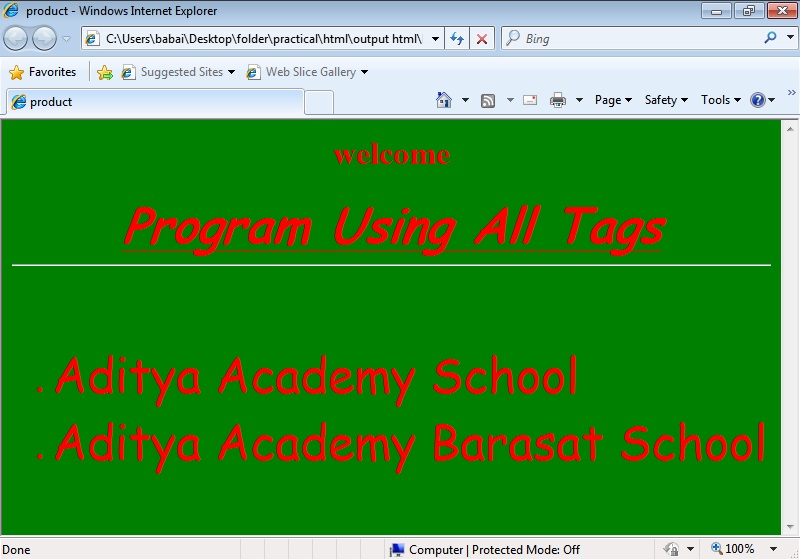 product - Windows Internet Explorer
C:\Users\babai\Desktop\folder\practical\html\output html\
Bing
Favorites Suggested Sites Web Slice Gallery
product
Page Safety Tools »
welcome
Program Using All Tags
. Aditya Academy School
. Aditya Academy Barasat School
Done Computer | Protected Mode: Off 100%